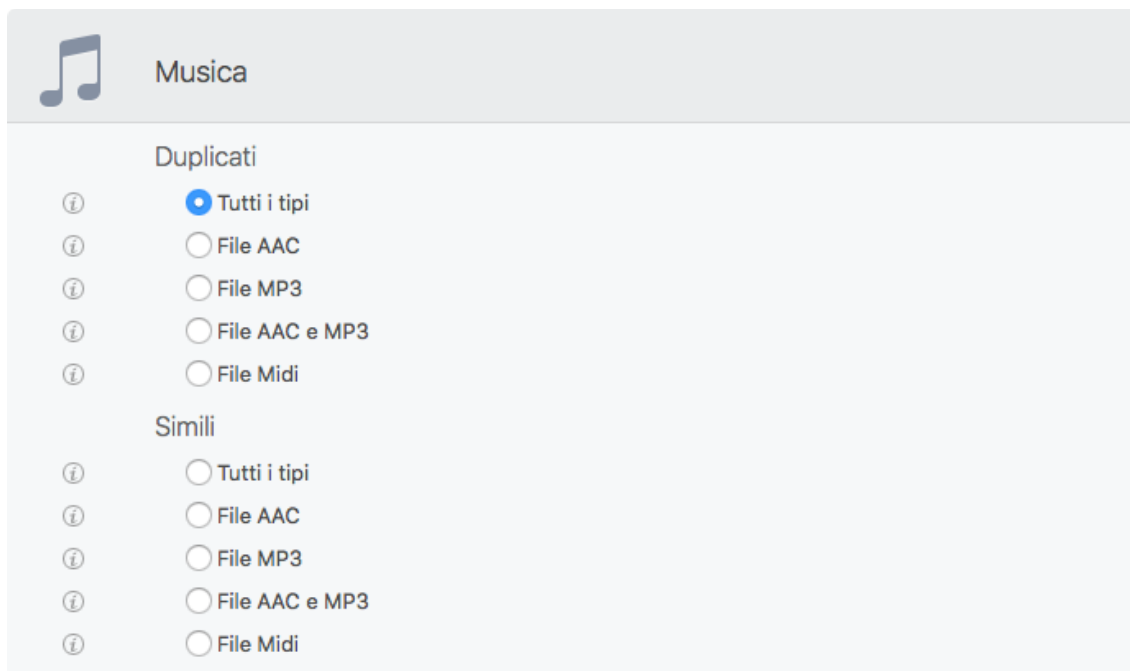 Musica
Duplicati
Tutti i tipi
File AAC
File MP3
File AAC e MP3
File Midi
Simili
Tutti i tipi
File AAC
File MP3
File AAC e MP3
File Midi